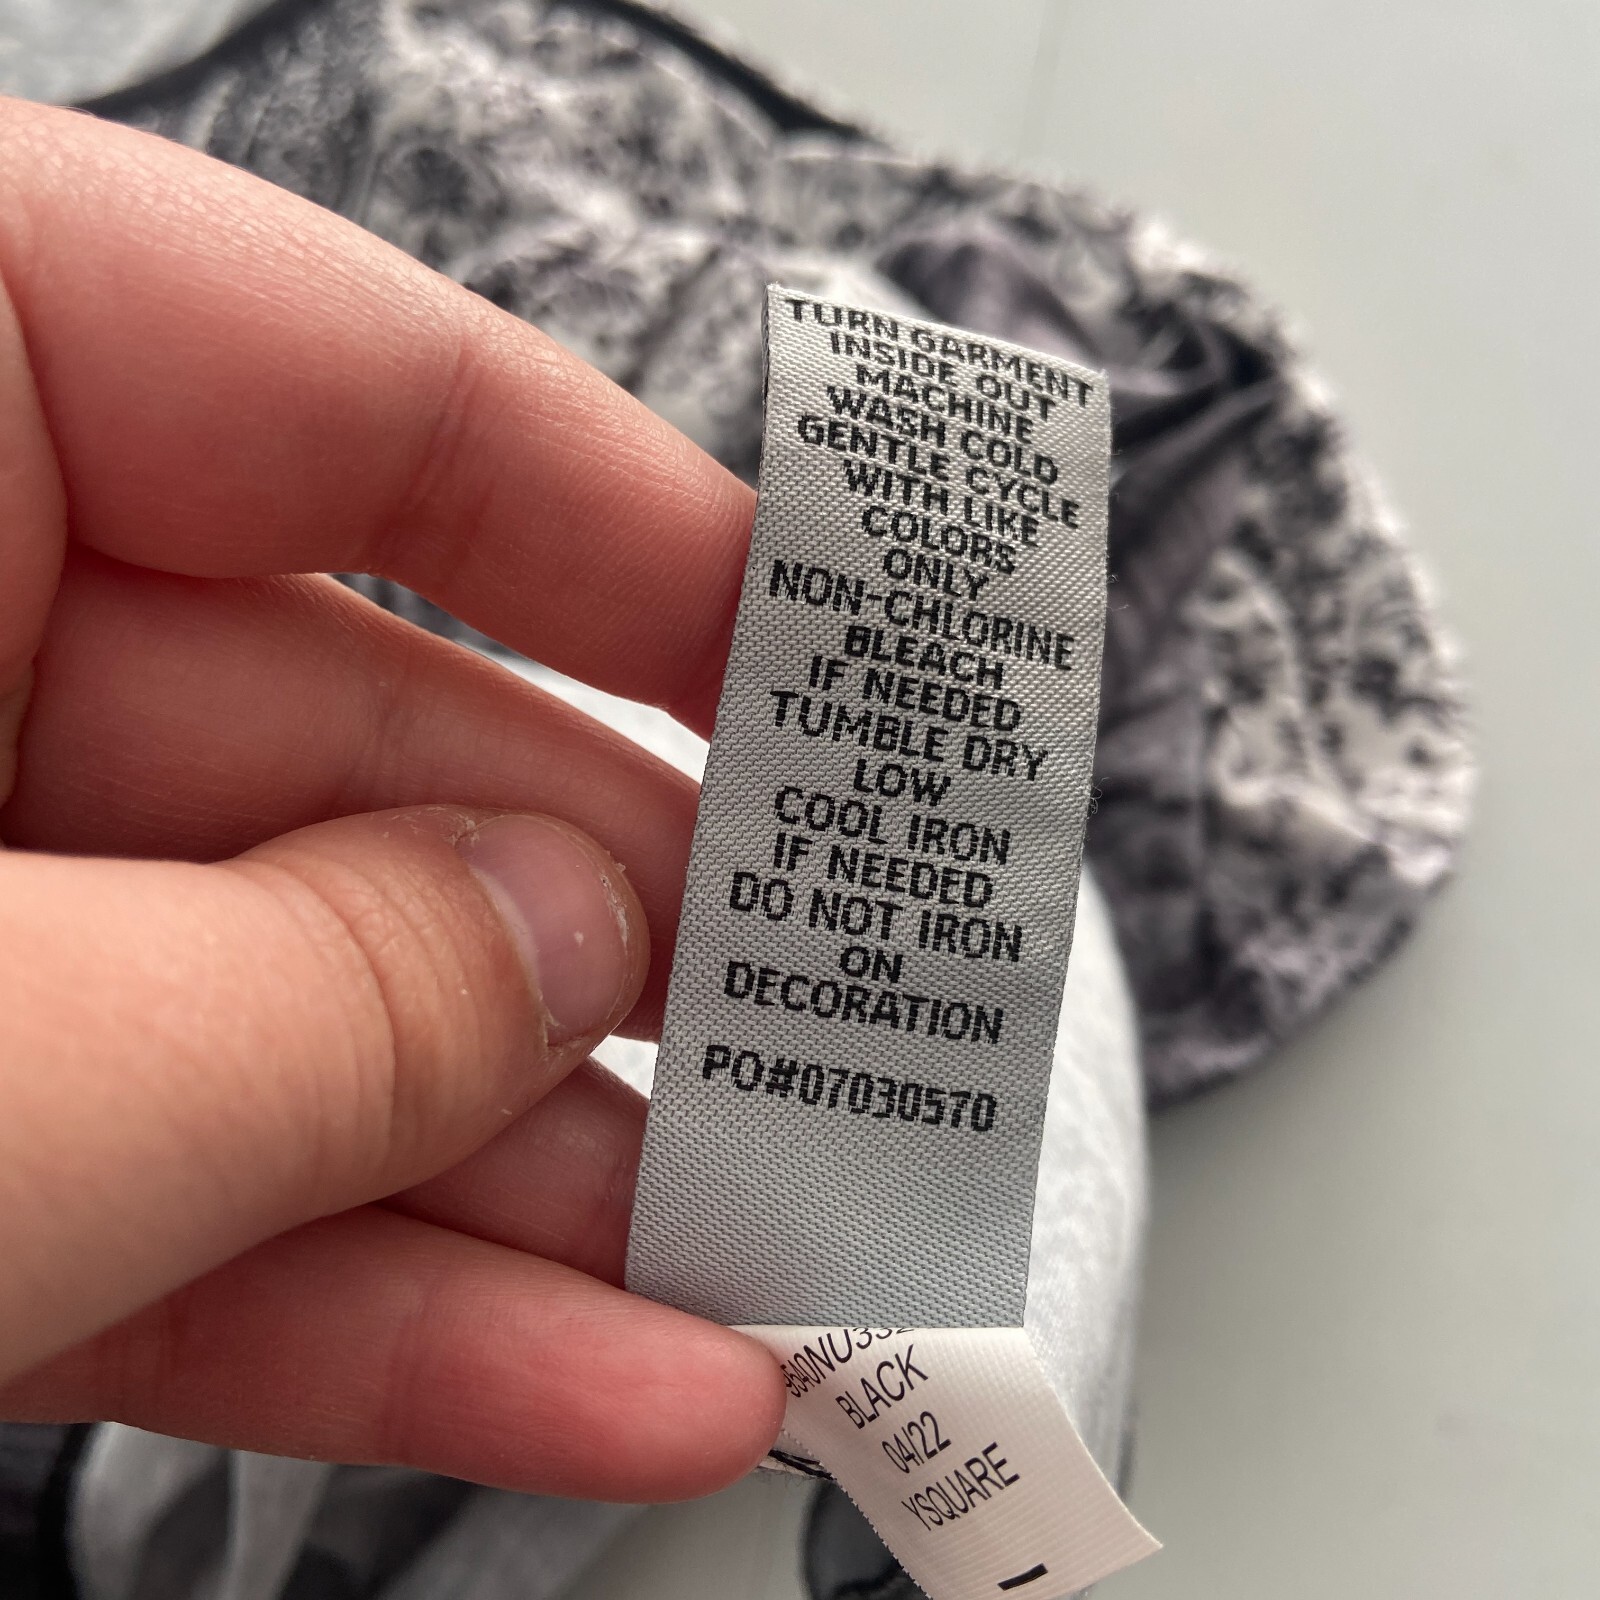 TURN GARMENT
INSIDE OUT
MACHINE
WASH COLD
GENTLE CYCLE
WITH LIKE
COLORS
ONLY
NON-CHLORINE
BLEACH
IF NEEDED
TUMBLE DRY
LOW
COOL IRON
IF NEEDED
DO NOT IRON
ON
DECORATION
PO#07030570
BLACK
04/22
YSQUARE